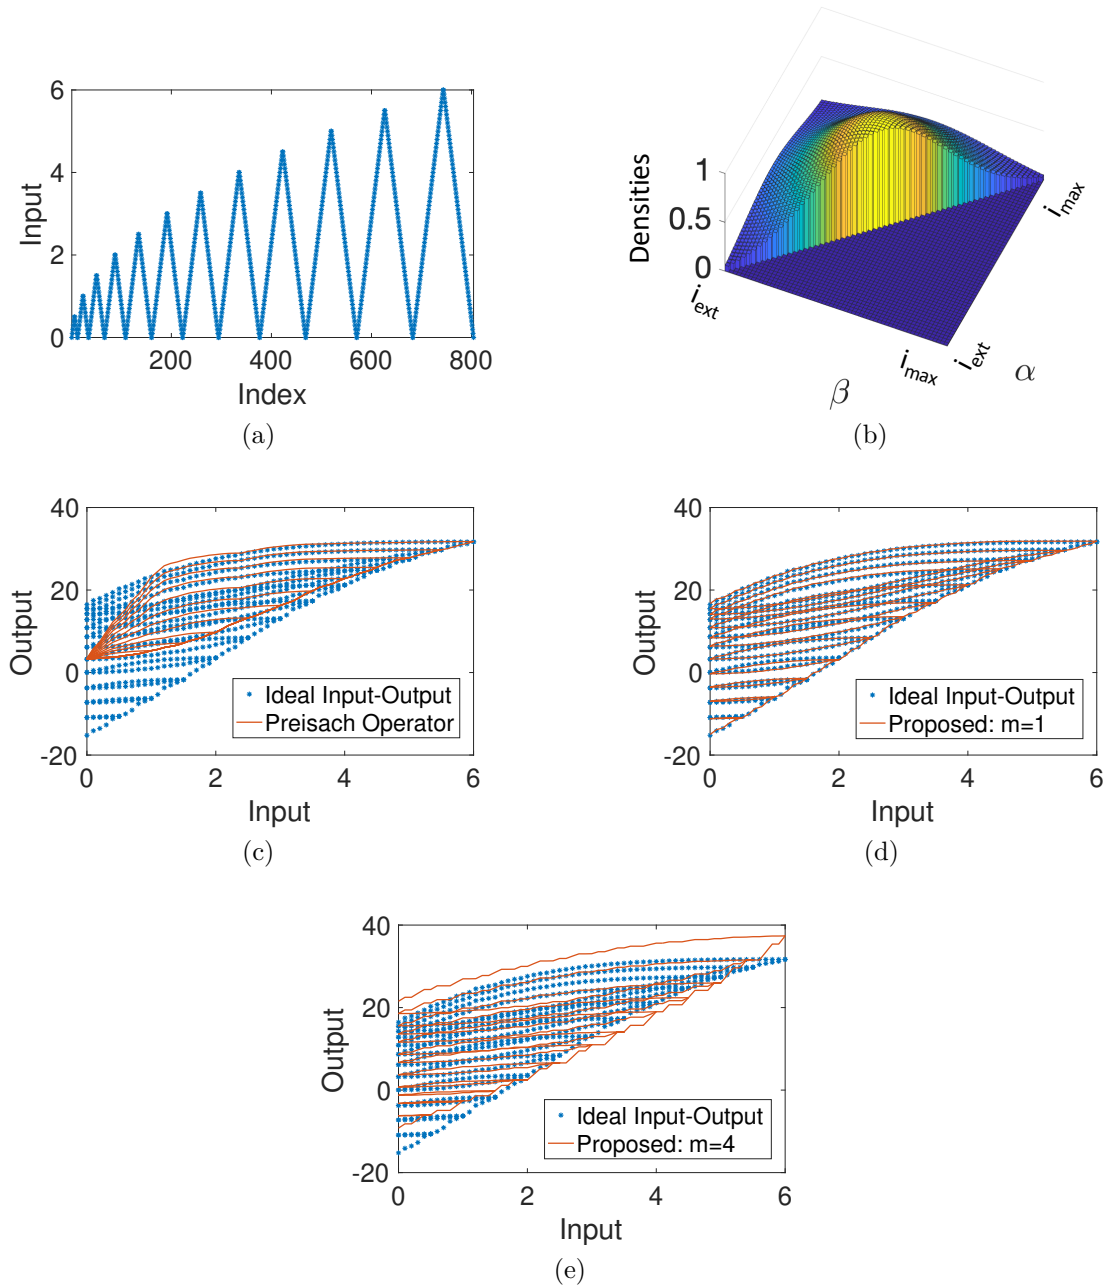 6
4
2
0
Input
200
400
600
800
Index
(a)
Densities
1
0.5
0
i_ext
i_max
i_max
i_ext
α
β
(b)
40
20
0
-20
Output
Ideal Input-Output
Preisach Operator
0
2
4
6
Input
(c)
40
20
0
-20
Output
Ideal Input-Output
Proposed: m=1
0
2
4
6
Input
(d)
40
20
0
-20
Output
Ideal Input-Output
Proposed: m=4
0
2
4
6
Input
(e)